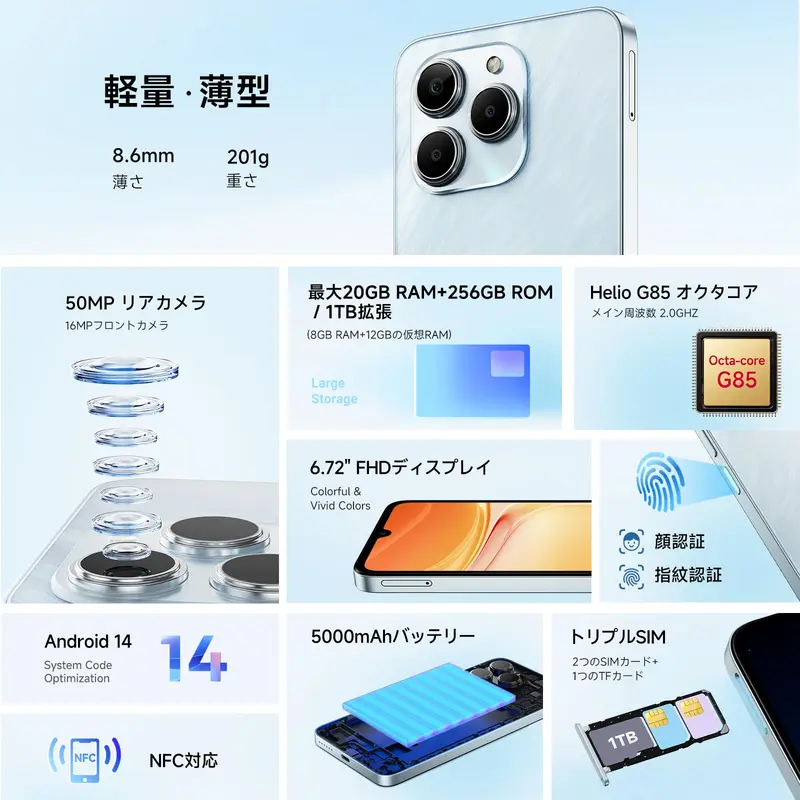 軽量・薄型
8.6mm
薄さ
201g
重さ
50MP リアカメラ
16MPフロントカメラ
最大20GB RAM+256GB ROM
/ 1TB拡張
(8GB RAM+12GBの仮想RAM)
Large
Storage
Helio G85 オクタコア
メイン周波数 2.0GHZ
Octa-core
G85
6.72" FHDディスプレイ
Colorful &
Vivid Colors
顔認証
指紋認証
Android 14
System Code
Optimization
14
NFC
NFC対応
5000mAhバッテリー
トリプルSIM
2つのSIMカード+
1つのTFカード
1TB